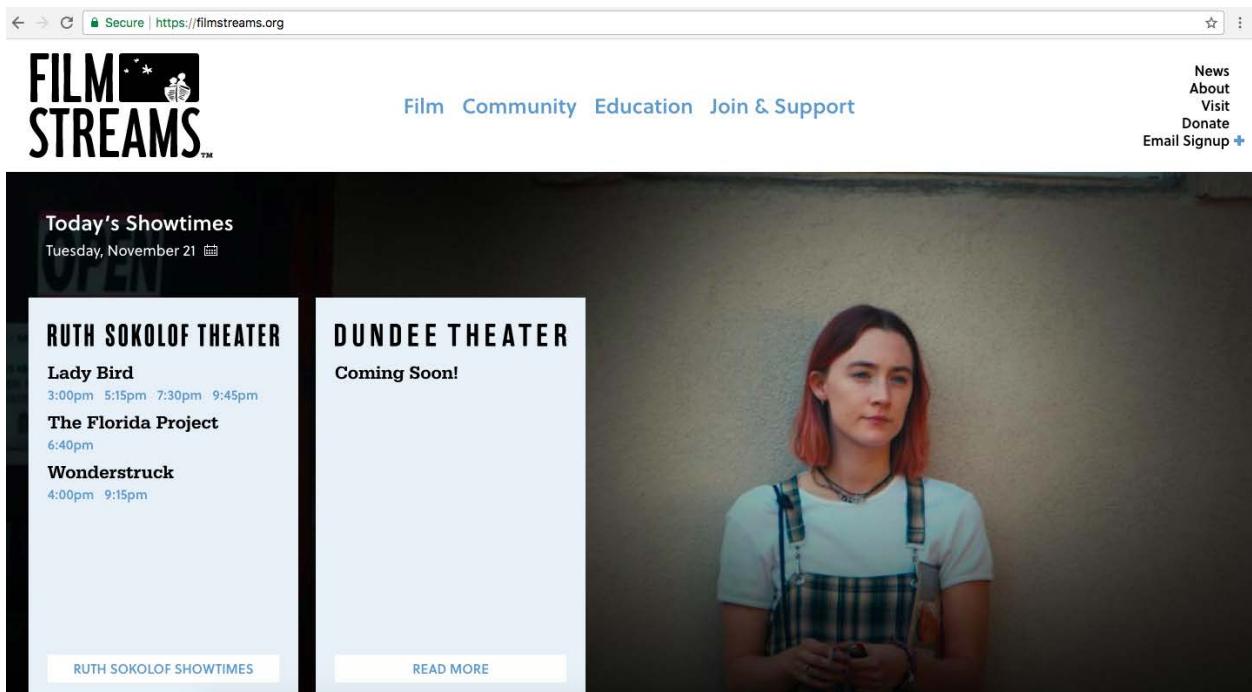 Secure | https://filmstreams.org
FILM
STREAMS™
Film Community Education Join & Support
News
About
Visit
Donate
Email Signup +
Today's Showtimes
Tuesday, November 21
OPEN
RUTH SOKOLOF THEATER
Lady Bird
3:00pm 5:15pm 7:30pm 9:45pm
The Florida Project
6:40pm
Wonderstruck
4:00pm 9:15pm
RUTH SOKOLOF SHOWTIMES
DUNDEE THEATER
Coming Soon!
READ MORE